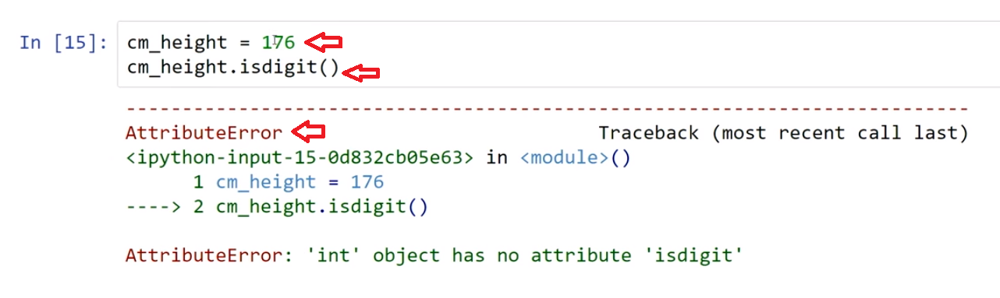 In [15]: cm_height = 176
cm_height.isdigit()
---------------------------------------------------------------------------
AttributeError                            Traceback (most recent call last)
<ipython-input-15-0d832cb05e63> in <module>()
      1 cm_height = 176
----> 2 cm_height.isdigit()
AttributeError: 'int' object has no attribute 'isdigit'